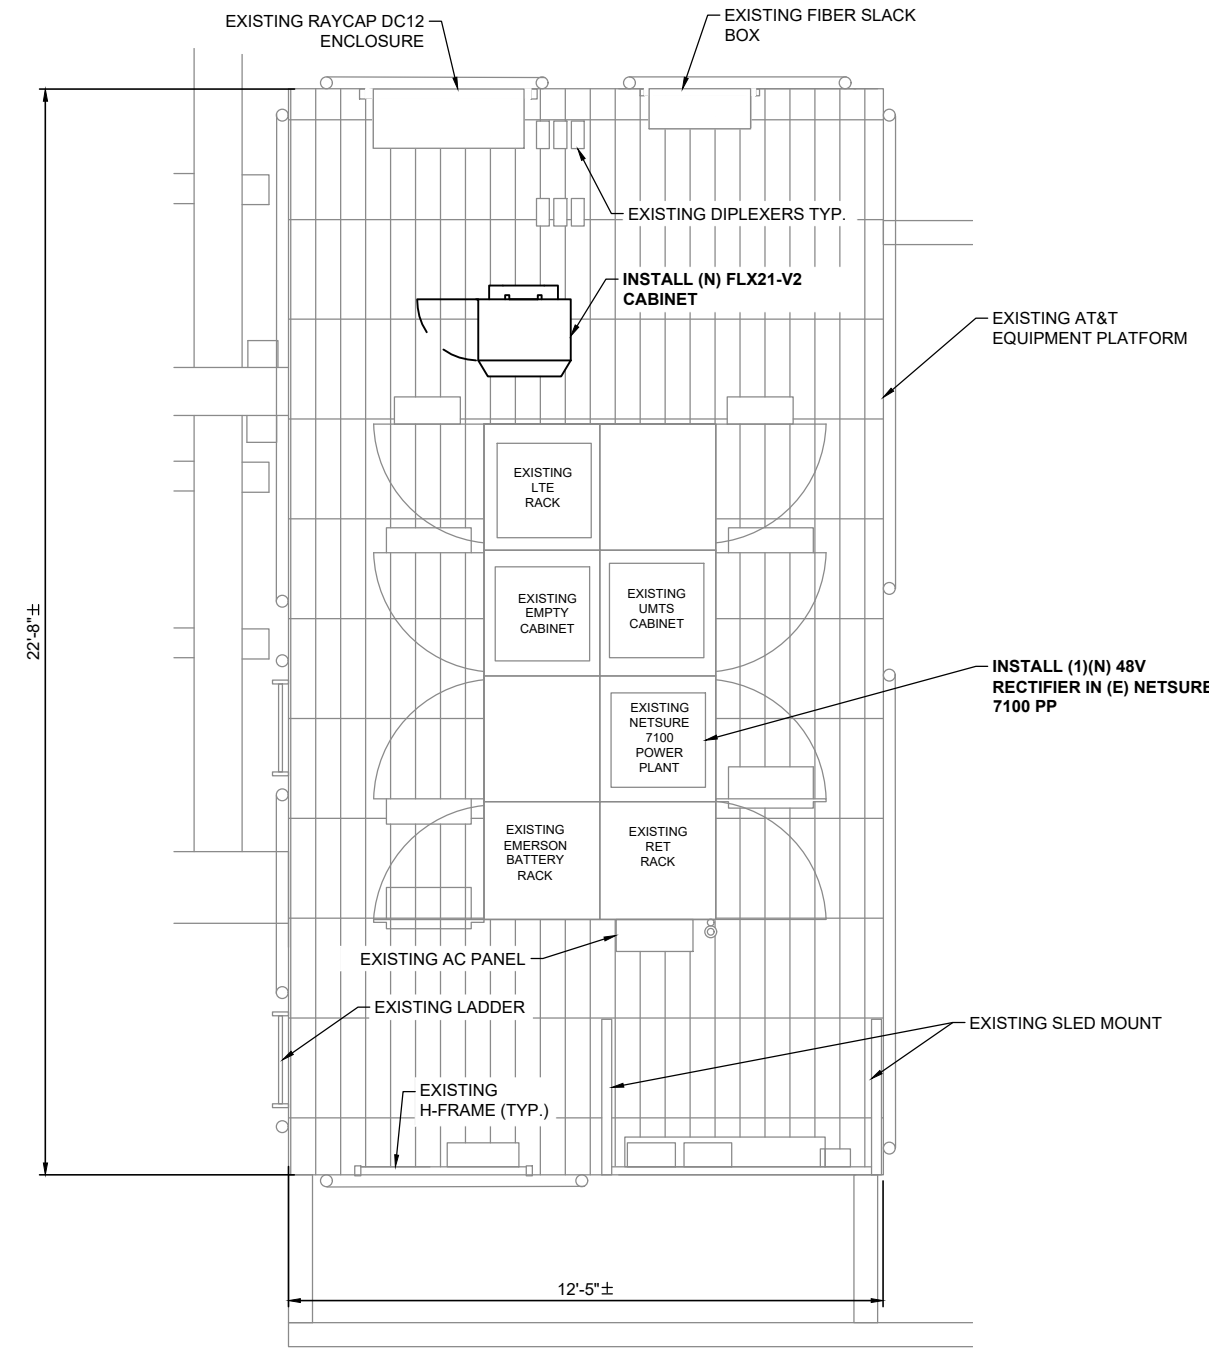 EXISTING RAYCAP DC12
ENCLOSURE
EXISTING FIBER SLACK
BOX
EXISTING DIPLEXERS TYP.
INSTALL (N) FLX21-V2
CABINET
EXISTING AT&T
EQUIPMENT PLATFORM
EXISTING
LTE
RACK
EXISTING
EMPTY
CABINET
EXISTING
UMTS
CABINET
22'-8"±
INSTALL (1)(N) 48V
RECTIFIER IN (E) NETSURE
7100 PP
EXISTING
NETSURE
7100
POWER
PLANT
EXISTING
EMERSON
BATTERY
RACK
EXISTING
RET
RACK
EXISTING AC PANEL
EXISTING LADDER
EXISTING SLED MOUNT
EXISTING
H-FRAME (TYP.)
12'-5"±